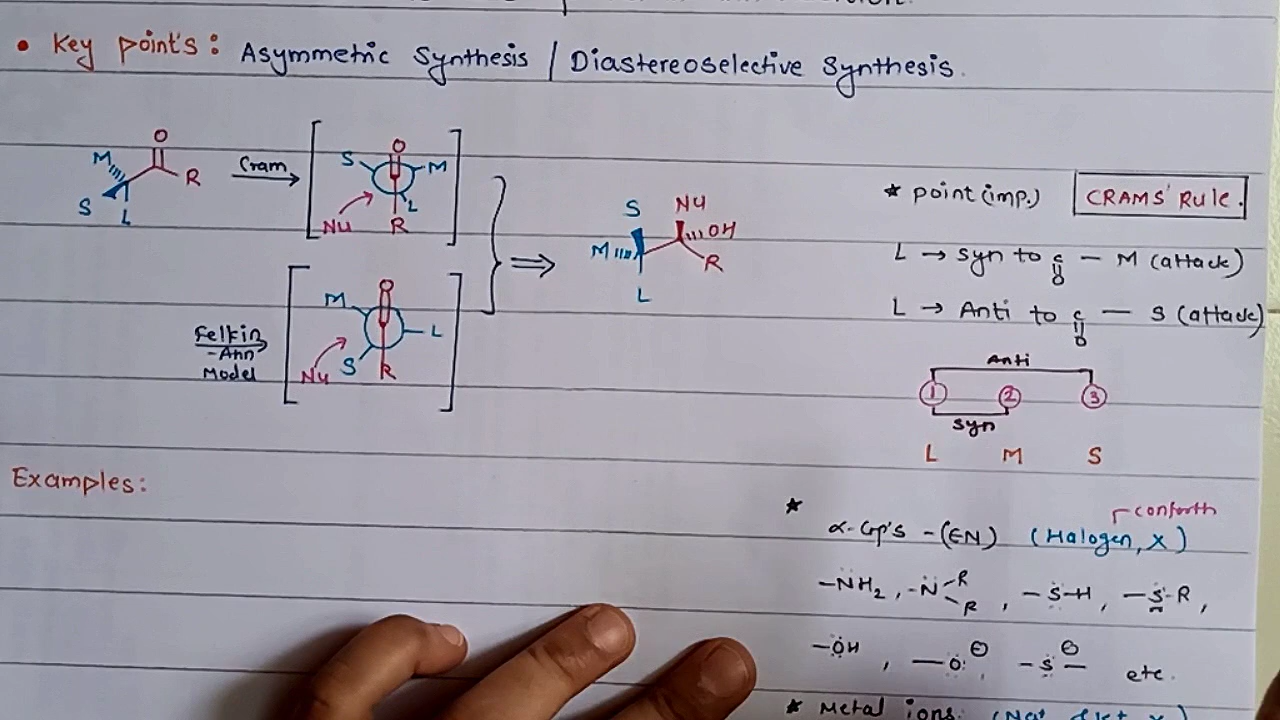 • Key point's : Asymmetric Synthesis / Diastereoselective Synthesis.
O
M
R
S
L
Cram
O
S
M
L
Nu
R
Felkin
-Ahn
Model
O
M
L
S
Nu
R
S
Nu
M
OH
R
L
* point (imp.) CRAMS' RULE.
L → syn to C=O — M (attack)
L → Anti to C=O — S (attack)
Anti
1 2 3
syn
L M S
Examples:
conforth
* α-Gp's -(EN) (Halogen, X)
-NH2, -N R R, -S-H, -S-R,
-OH, -O⊖ -S⊖ etc.
* Metal ions: